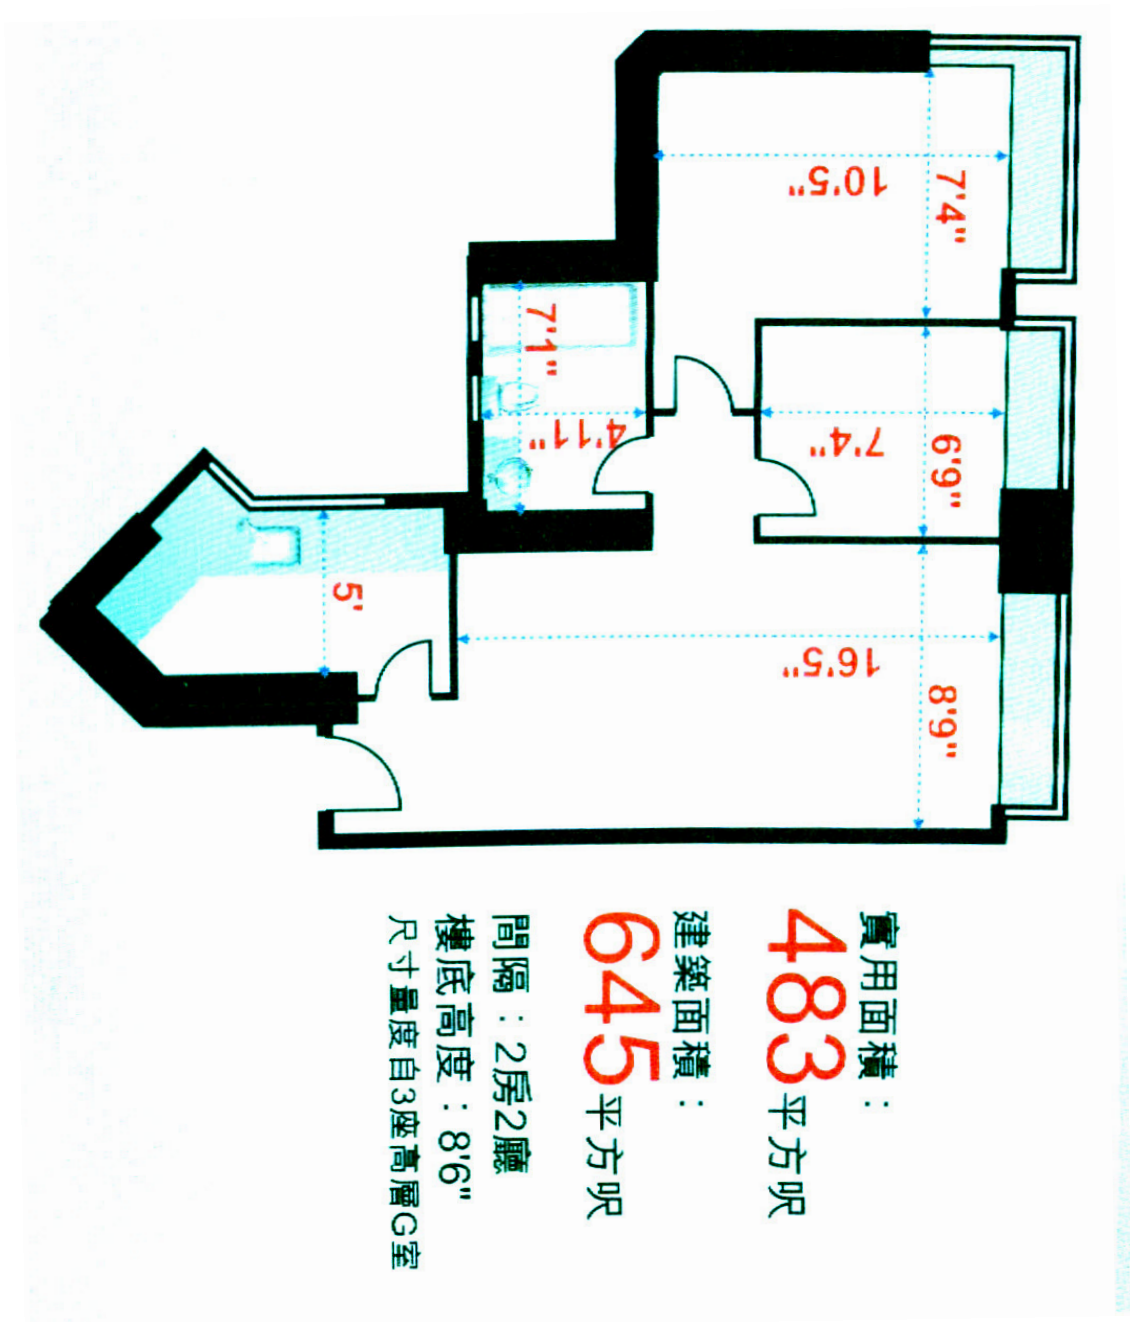 實用面積：
483平方呎
建築面積：
645平方呎
間隔：2房2廳
樓底高度：8'6"
尺寸量度自3座高層G室
7'4"
10'5"
6'9"
7'4"
8'9"
16'5"
7'1"
4'11"
5'